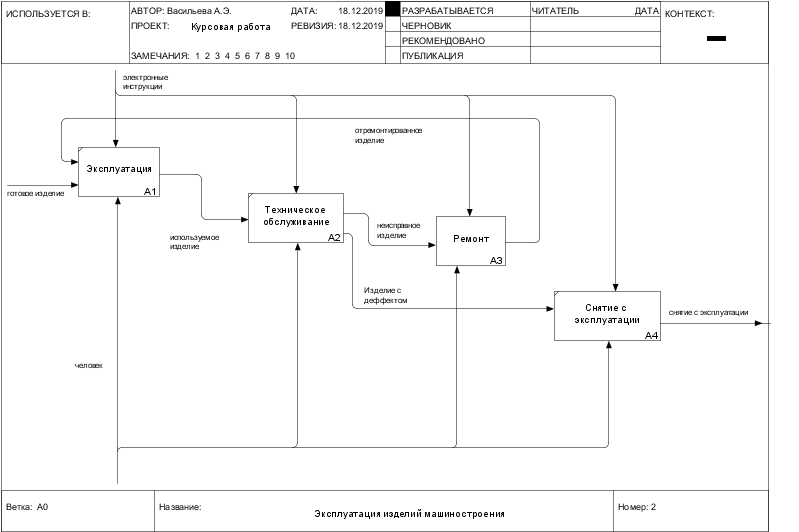 ИСПОЛЬЗУЕТСЯ В:
АВТОР: Васильева А.Э.
ДАТА: 18.12.2019
РАЗРАБАТЫВАЕТСЯ
ЧИТАТЕЛЬ
ДАТА
КОНТЕКСТ:
ПРОЕКТ: Курсовая работа
РЕВИЗИЯ: 18.12.2019
ЧЕРНОВИК
РЕКОМЕНДОВАНО
ЗАМЕЧАНИЯ: 1 2 3 4 5 6 7 8 9 10
ПУБЛИКАЦИЯ
электронные
инструкции
отремонтированное
изделие
Эксплуатация
A1
готовое изделие
Техническое
обслуживание
A2
используемое
изделие
неисправное
изделие
Ремонт
A3
Изделие с
деффектом
Снятие с
эксплуатации
A4
снятие с эксплуатации
человек
Ветка: A0
Название:
Эксплуатация изделий машиностроения
Номер: 2